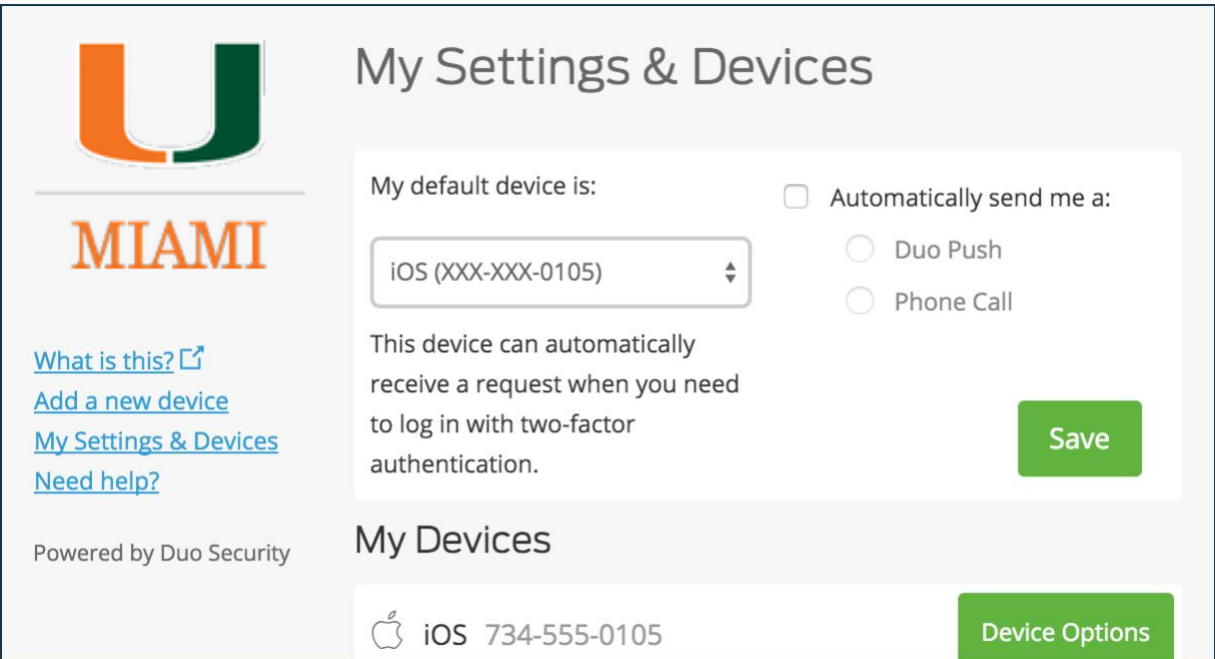 My Settings & Devices
MIAMI
What is this?
Add a new device
My Settings & Devices
Need help?
Powered by Duo Security
My default device is:
iOS (XXX-XXX-0105)
This device can automatically
receive a request when you need
to log in with two-factor
authentication.
Automatically send me a:
Duo Push
Phone Call
Save
My Devices
iOS 734-555-0105
Device Options